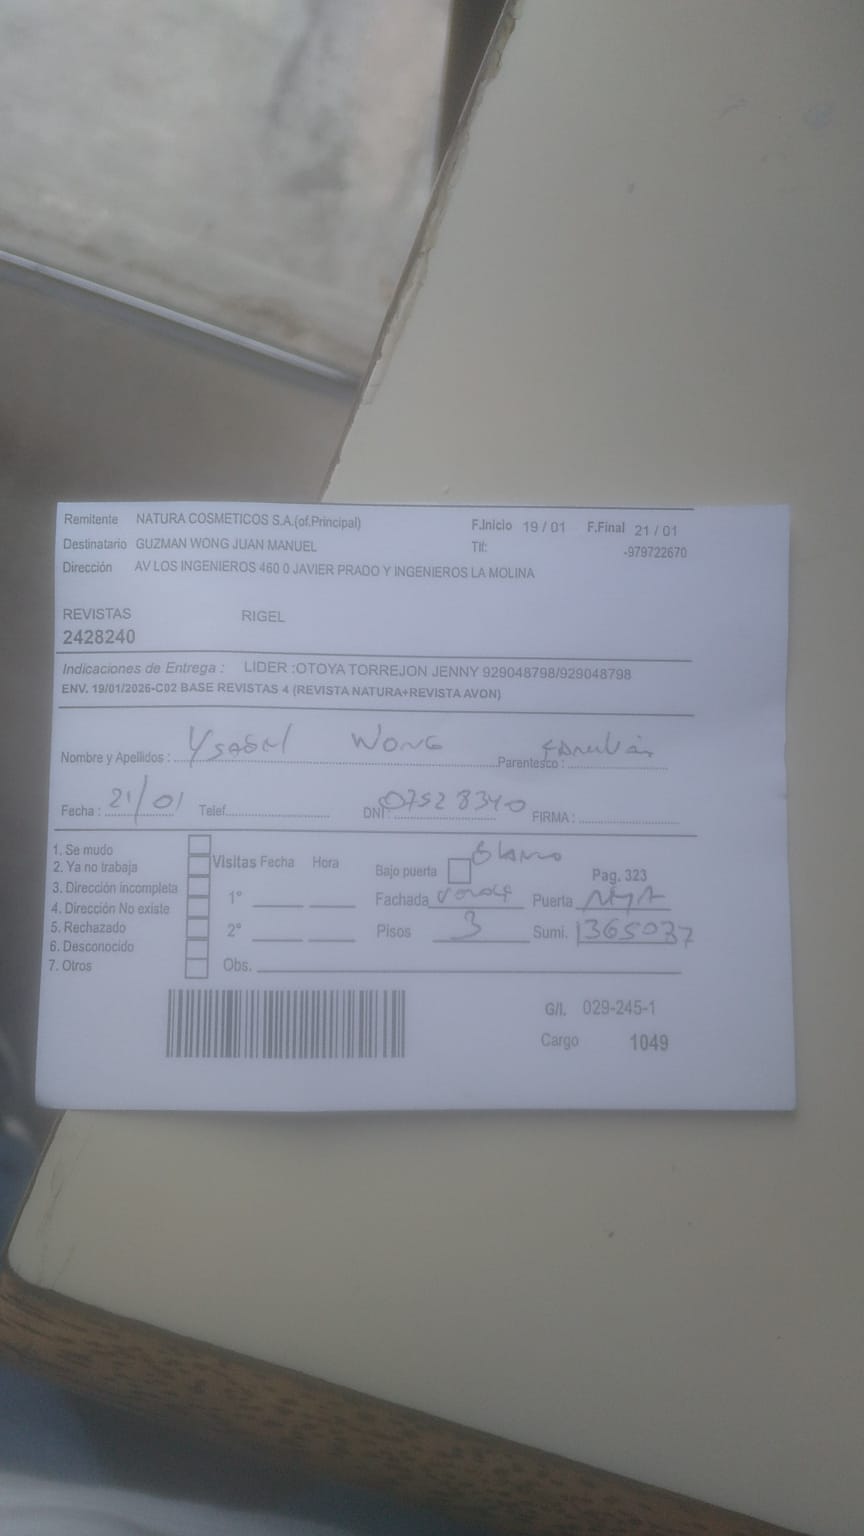 Remitente NATURA COSMETICOS S.A.(of.Principal) F.Inicio 19 / 01 F.Final 21 / 01
Destinatario GUZMAN WONG JUAN MANUEL Tlf: -979722670
Dirección AV LOS INGENIEROS 460 0 JAVIER PRADO Y INGENIEROS LA MOLINA
REVISTAS RIGEL
2428240
Indicaciones de Entrega : LIDER :OTOYA TORREJON JENNY 929048798/929048798
ENV. 19/01/2026-C02 BASE REVISTAS 4 (REVISTA NATURA+REVISTA AVON)
Nombre y Apellidos : Ysabel Wong Parentesco :
Fecha : 21/01 Telef. DNI: 07528340 FIRMA :
1. Se mudo Visitas Fecha Hora Bajo puerta Blanco Pag. 323
2. Ya no trabaja
3. Dirección incompleta 1° Fachada Verde Puerta
4. Dirección No existe
5. Rechazado 2° Pisos 3 Sumi. 1365037
6. Desconocido
7. Otros Obs.
G/I. 029-245-1
Cargo 1049